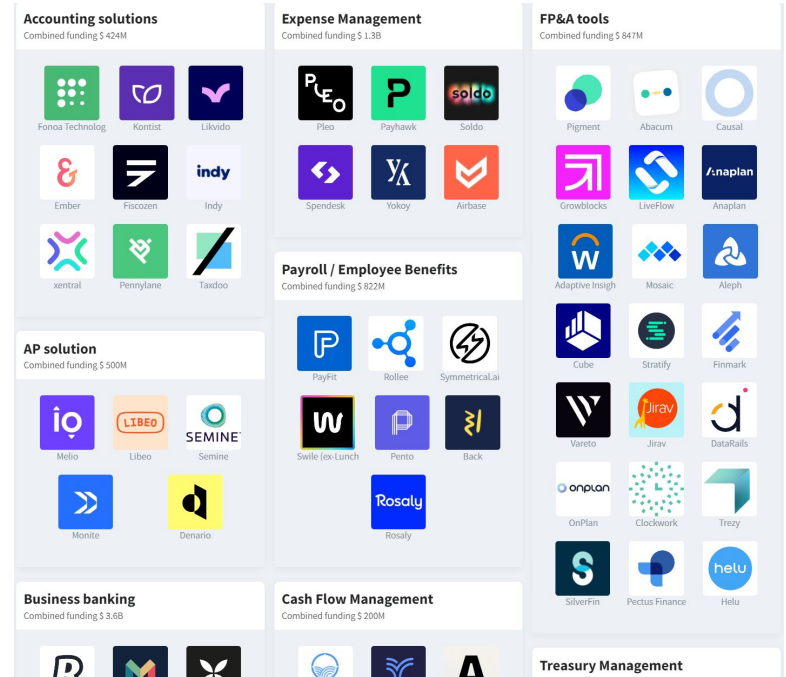 Accounting solutions
Combined funding $ 424M
Fonoa Technolog
Kontist
Likvido
indy
Ember
Fiscozen
Indy
xentral
Pennylane
Taxdoo
AP solution
Combined funding $ 500M
io
LIBEO
SEMINE
Melio
Libeo
Semine
Monite
Denario
Business banking
Combined funding $ 3.6B
R
Expense Management
Combined funding $ 1.3B
PLEO
P
soldo
Pleo
Payhawk
Soldo
Spendesk
Yokoy
Airbase
Payroll / Employee Benefits
Combined funding $ 822M
P
PayFit
Rollee
Symmetrical.ai
W
P
Swile (ex-Lunch
Pento
Back
Rosaly
Rosaly
Cash Flow Management
Combined funding $ 200M
A
FP&A tools
Combined funding $ 847M
Pigment
Abacum
Causal
Anaplan
Growblocks
LiveFlow
Anaplan
W
Adaptive Insigh
Mosaic
Aleph
Cube
Stratify
Finmark
Jirav
d
Vareto
Jirav
DataRails
onplan
OnPlan
Clockwork
Trezy
S
helu
SilverFin
Pectus Finance
Helu
Treasury Management